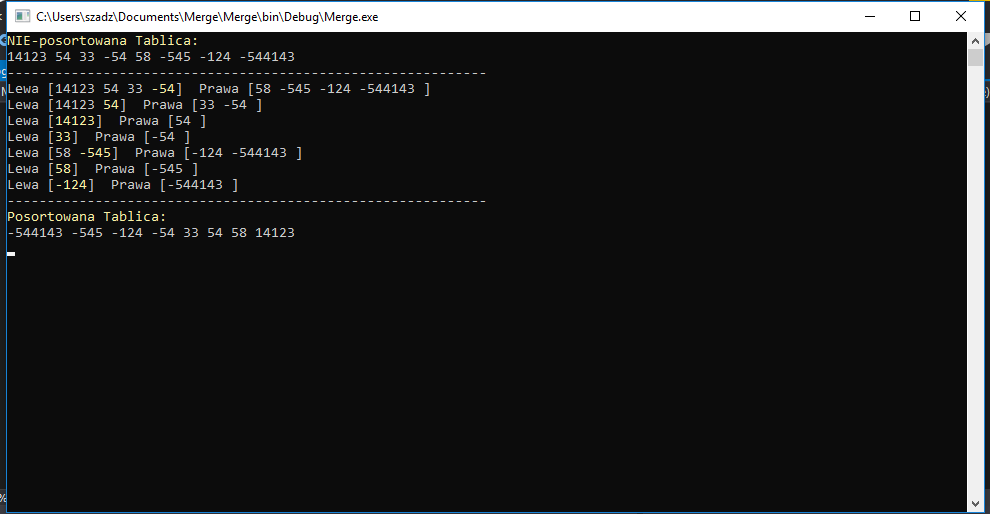 C:\Users\szadz\Documents\Merge\Merge\bin\Debug\Merge.exe
NIE-posortowana Tablica:
14123 54 33 -54 58 -545 -124 -544143
------------------------------------------------------------
Lewa [14123 54 33 -54]  Prawa [58 -545 -124 -544143 ]
Lewa [14123 54]  Prawa [33 -54 ]
Lewa [14123]  Prawa [54 ]
Lewa [33]  Prawa [-54 ]
Lewa [58 -545]  Prawa [-124 -544143 ]
Lewa [58]  Prawa [-545 ]
Lewa [-124]  Prawa [-544143 ]
------------------------------------------------------------
Posortowana Tablica:
-544143 -545 -124 -54 33 54 58 14123